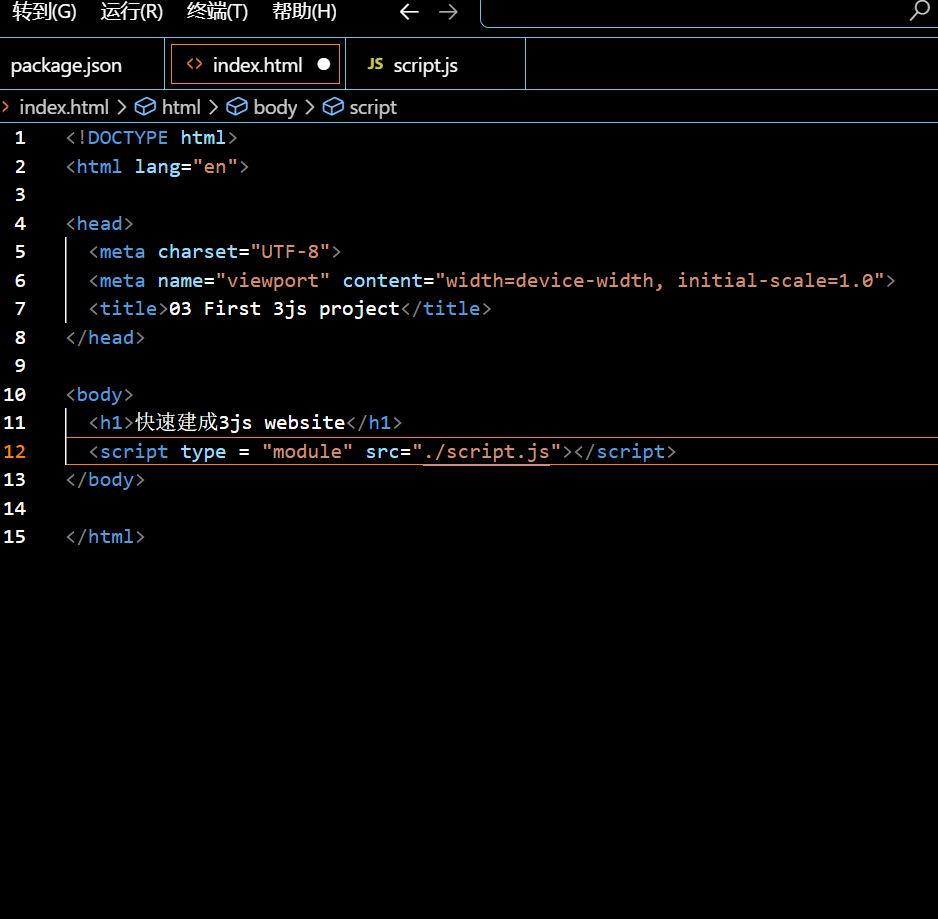 转到(G) 运行(R) 终端(T) 帮助(H)
package.json <> index.html JS script.js
index.html > html > body > script
1 <!DOCTYPE html>
2 <html lang="en">
3
4 <head>
5 <meta charset="UTF-8">
6 <meta name="viewport" content="width=device-width, initial-scale=1.0">
7 <title>03 First 3js project</title>
8 </head>
9
10 <body>
11 <h1>快速建成3js website</h1>
12 <script type = "module" src="./script.js"></script>
13 </body>
14
15 </html>